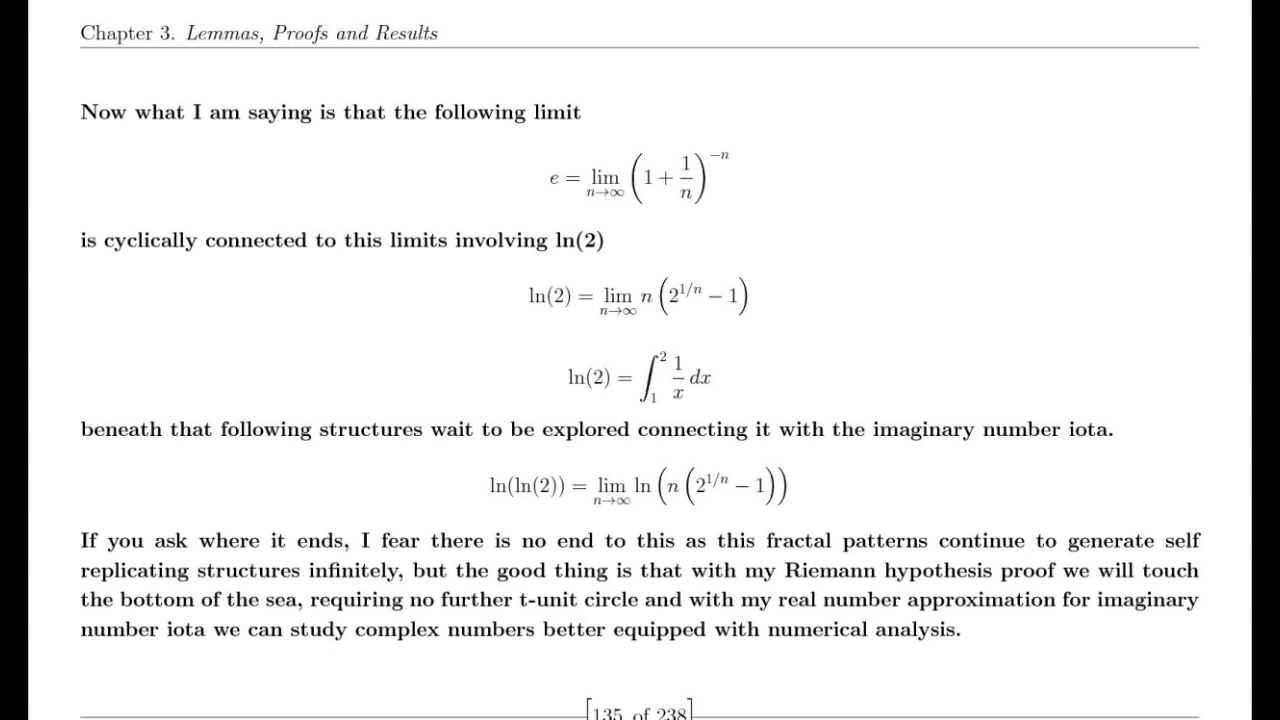 Chapter 3. Lemmas, Proofs and Results
Now what I am saying is that the following limit
e = lim_{n→∞} (1 + 1/n)^{−n}
is cyclically connected to this limits involving ln(2)
ln(2) = lim_{n→∞} n (2^{1/n} − 1)
ln(2) = ∫_1^2 1/x dx
beneath that following structures wait to be explored connecting it with the imaginary number iota.
ln(ln(2)) = lim_{n→∞} ln (n (2^{1/n} − 1))
If you ask where it ends, I fear there is no end to this as this fractal patterns continue to generate self
replicating structures infinitely, but the good thing is that with my Riemann hypothesis proof we will touch
the bottom of the sea, requiring no further t-unit circle and with my real number approximation for imaginary
number iota we can study complex numbers better equipped with numerical analysis.
[135 of 238]